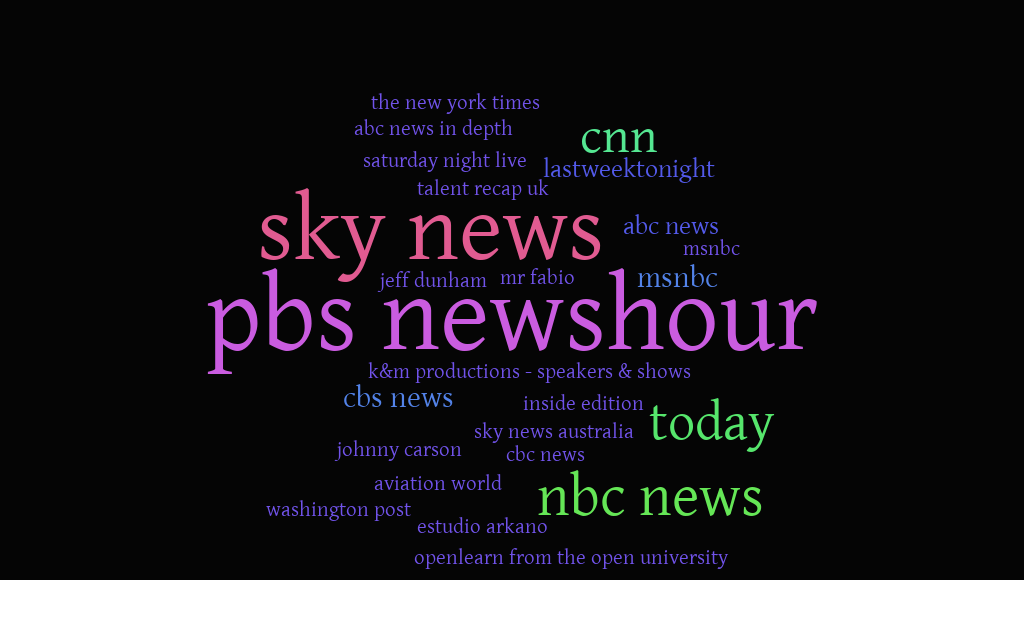 the new york times
abc news in depth
cnn
saturday night live
lastweektonight
talent recap uk
sky news
abc news
msnbc
jeff dunham
mr fabio
msnbc
pbs newshour
k&m productions - speakers & shows
cbs news
inside edition
today
sky news australia
johnny carson
cbc news
aviation world
nbc news
washington post
estudio arkano
openlearn from the open university